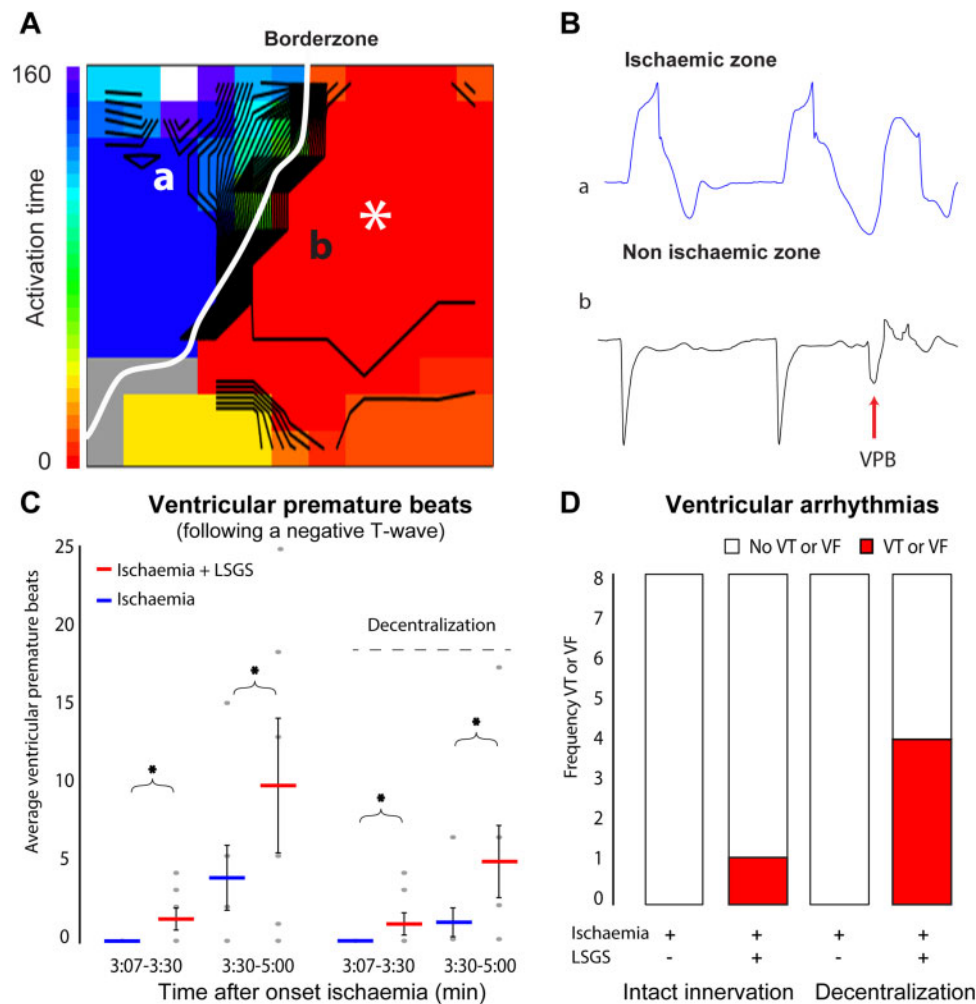 A
Borderzone
160
Activation time
0
a
b
*
B
Ischaemic zone
a
Non ischaemic zone
b
VPB
C
Ventricular premature beats
(following a negative T-wave)
Average ventricular premature beats
25
20
15
10
5
0
Ischaemia + LSGS
Ischaemia
Decentralization
* * * *
3:07-3:30 3:30-5:00 3:07-3:30 3:30-5:00
Time after onset ischaemia (min)
D
Ventricular arrhythmias
No VT or VF VT or VF
Frequency VT or VF
8
7
6
5
4
3
2
1
0
Ischaemia + + + +
LSGS - + - +
Intact innervation Decentralization